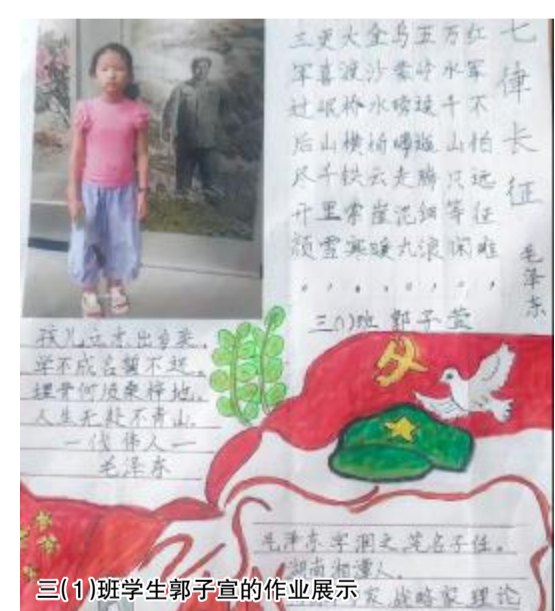 七律长征
毛泽东
红军不怕远征难
万水千山只等闲
五岭逶迤腾细浪
乌蒙磅礴走泥丸
金沙水拍云崖暖
大渡桥横铁索寒
更喜岷山千里雪
三军过后尽开颜
三(1)班 郭子萱
孩儿立志出乡关,
学不成名誓不还。
埋骨何须桑梓地,
人生无处不青山。
一代伟人—
毛泽东
毛泽东字润之笔名子任。
湖南湘潭人。
家 战略家 理论
三(1)班学生郭子宣的作业展示